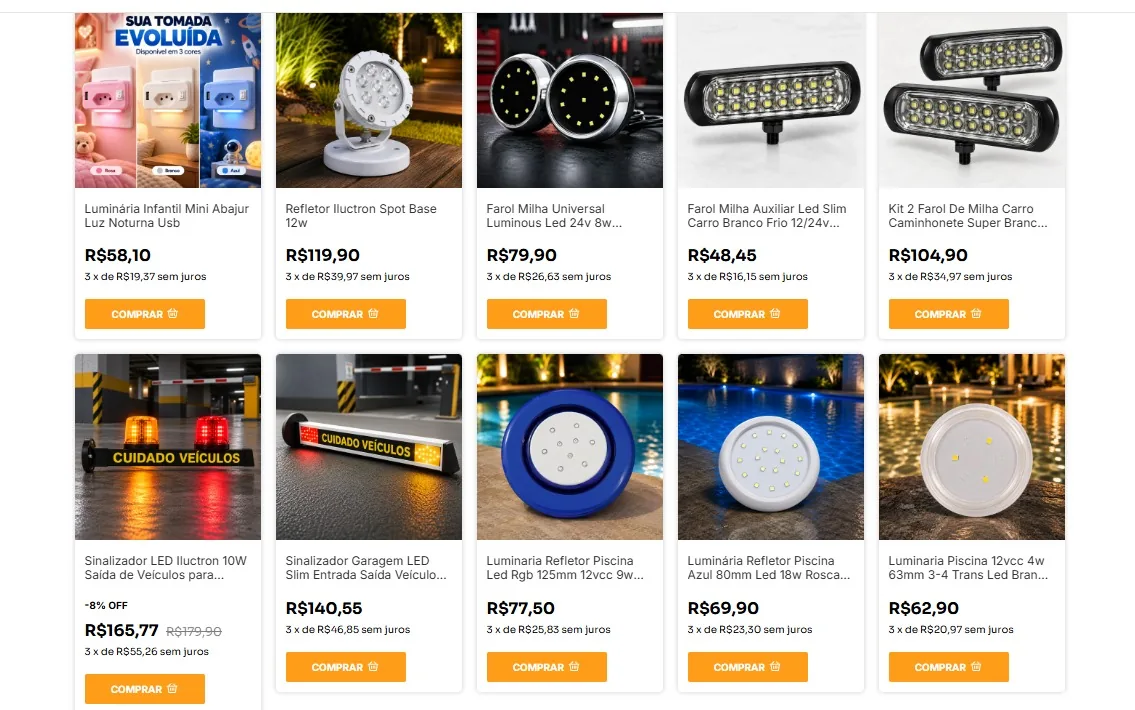 SUA TOMADA
EVOLUÍDA
Disponível em 3 cores
Rosa
Branco
Azul
Luminária Infantil Mini Abajur
Luz Noturna Usb
R$58,10
3 x de R$19,37 sem juros
COMPRAR
Refletor Iluctron Spot Base
12w
R$119,90
3 x de R$39,97 sem juros
COMPRAR
Farol Milha Universal
Luminous Led 24v 8w...
R$79,90
3 x de R$26,63 sem juros
COMPRAR
Farol Milha Auxiliar Led Slim
Carro Branco Frio 12/24v...
R$48,45
3 x de R$16,15 sem juros
COMPRAR
Kit 2 Farol De Milha Carro
Caminhonete Super Branc...
R$104,90
3 x de R$34,97 sem juros
COMPRAR
CUIDADO VEÍCULOS
Sinalizador LED Iluctron 10W
Saída de Veículos para...
-8% OFF
R$165,77 R$179,90
3 x de R$55,26 sem juros
COMPRAR
CUIDADO VEÍCULOS
Sinalizador Garagem LED
Slim Entrada Saída Veículo...
R$140,55
3 x de R$46,85 sem juros
COMPRAR
Luminaria Refletor Piscina
Led Rgb 125mm 12vcc 9w...
R$77,50
3 x de R$25,83 sem juros
COMPRAR
Luminária Refletor Piscina
Azul 80mm Led 18w Rosca...
R$69,90
3 x de R$23,30 sem juros
COMPRAR
Luminaria Piscina 12vcc 4w
63mm 3-4 Trans Led Bran...
R$62,90
3 x de R$20,97 sem juros
COMPRAR